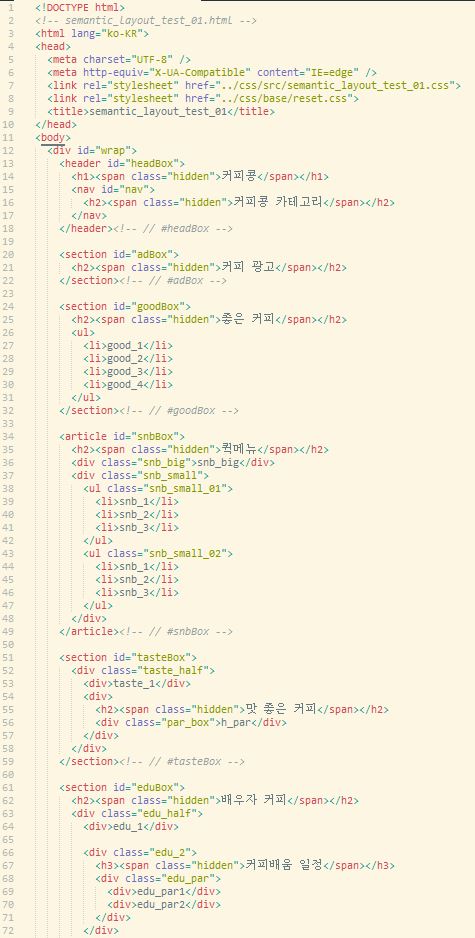 1 <!DOCTYPE html>
2 <!-- semantic_layout_test_01.html -->
3 <html lang="ko-KR">
4 <head>
5 <meta charset="UTF-8" />
6 <meta http-equiv="X-UA-Compatible" content="IE=edge" />
7 <link rel="stylesheet" href="../css/src/semantic_layout_test_01.css">
8 <link rel="stylesheet" href="../css/base/reset.css">
9 <title>semantic_layout_test_01</title>
10 </head>
11 <body>
12 <div id="wrap">
13 <header id="headBox">
14 <h1><span class="hidden">커피콩</span></h1>
15 <nav id="nav">
16 <h2><span class="hidden">커피콩 카테고리</span></h2>
17 </nav>
18 </header><!-- // #headBox -->
19
20 <section id="adBox">
21 <h2><span class="hidden">커피 광고</span></h2>
22 </section><!-- // #adBox -->
23
24 <section id="goodBox">
25 <h2><span class="hidden">좋은 커피</span></h2>
26 <ul>
27 <li>good_1</li>
28 <li>good_2</li>
29 <li>good_3</li>
30 <li>good_4</li>
31 </ul>
32 </section><!-- // #goodBox -->
33
34 <article id="snbBox">
35 <h2><span class="hidden">퀵메뉴</span></h2>
36 <div class="snb_big">snb_big</div>
37 <div class="snb_small">
38 <ul class="snb_small_01">
39 <li>snb_1</li>
40 <li>snb_2</li>
41 <li>snb_3</li>
42 </ul>
43 <ul class="snb_small_02">
44 <li>snb_1</li>
45 <li>snb_2</li>
46 <li>snb_3</li>
47 </ul>
48 </div>
49 </article><!-- // #snbBox -->
50
51 <section id="tasteBox">
52 <div class="taste_half">
53 <div>taste_1</div>
54 <div>
55 <h2><span class="hidden">맛 좋은 커피</span></h2>
56 <div class="par_box">h_par</div>
57 </div>
58 </div>
59 </section><!-- // #tasteBox -->
60
61 <section id="eduBox">
62 <h2><span class="hidden">배우자 커피</span></h2>
63 <div class="edu_half">
64 <div>edu_1</div>
65
66 <div class="edu_2">
67 <h3><span class="hidden">커피배움 일정</span></h3>
68 <div class="edu_par">
69 <div>edu_par1</div>
70 <div>edu_par2</div>
71 </div>
72 </div>